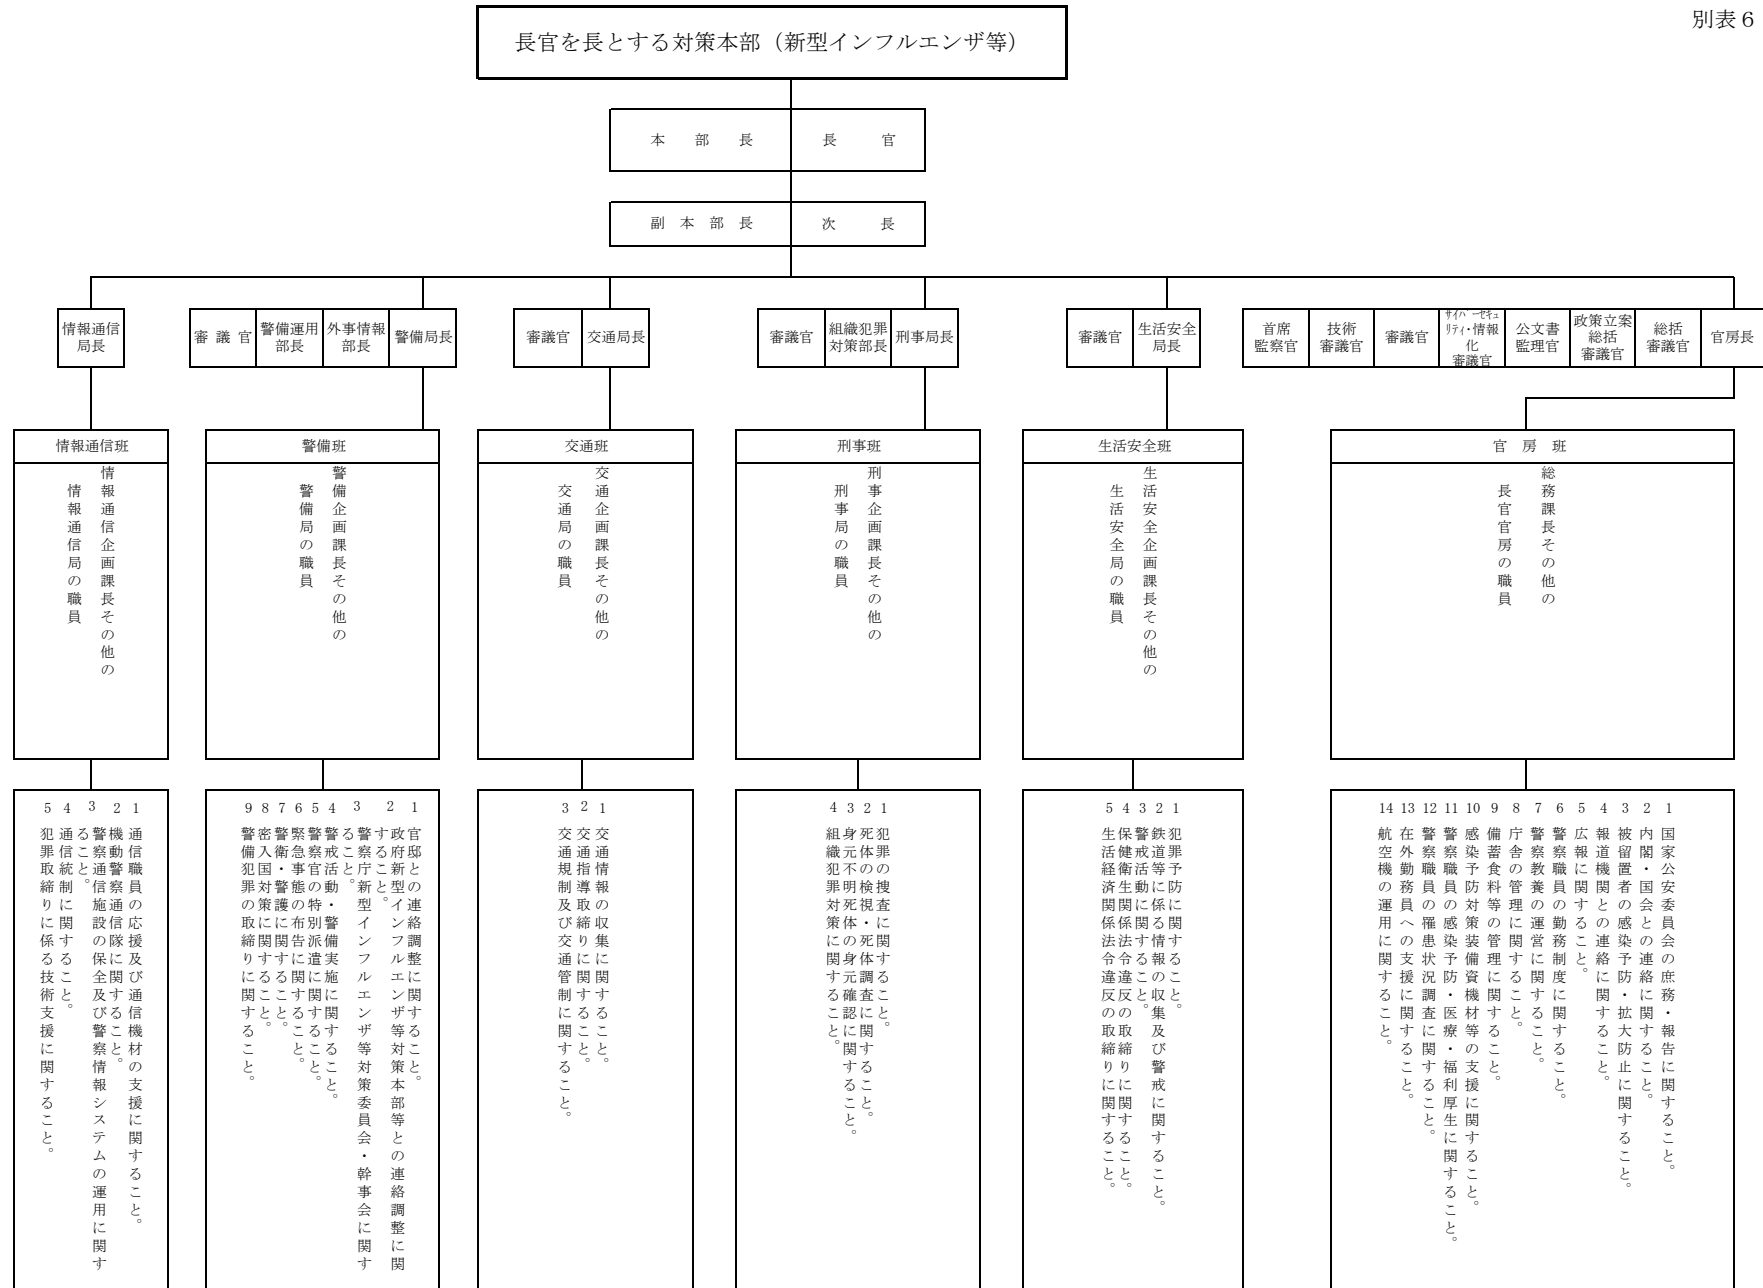 別表６
長官を長とする対策本部（新型インフルエンザ等）
本　部　長　長　　官
副　本　部　長　次　　長
情報通信
局長
審 議 官
警備運用
部長
外事情報
部長
警備局長
審議官
交通局長
審議官
組織犯罪
対策部長
刑事局長
審議官
生活安全
局長
首席
監察官
技術
審議官
審議官
ｻｲﾊﾞｰｾｷｭ
ﾘﾃｨ・情報
化
審議官
公文書
監理官
政策立案
総括
審議官
総括
審議官
官房長
情報通信班
情報通信企画課長その他の
情報通信局の職員
警備班
警備企画課長その他の
警備局の職員
交通班
交通企画課長その他の
交通局の職員
刑事班
刑事企画課長その他の
刑事局の職員
生活安全班
生活安全企画課長その他の
生活安全局の職員
官　房　班
総務課長その他の
長官官房の職員
1 通信職員の応援及び通信機材の支援に関すること。
2 機動警察通信隊に関すること。
3 警察通信施設の保全及び警察情報システムの運用に関す
ること。
4 通信統制に関すること。
5 犯罪取締りに係る技術支援に関すること。
1 官邸との連絡調整に関すること。
2 政府新型インフルエンザ等対策本部等との連絡調整に関
すること。
3 警察庁新型インフルエンザ等対策委員会・幹事会に関す
ること。
4 警戒活動・警備実施に関すること。
5 警察官の特別派遣に関すること。
6 緊急事態の布告に関すること。
7 警衛・警護に関すること。
8 密入国対策に関すること。
9 警備犯罪の取締りに関すること。
1 交通情報の収集に関すること。
2 交通指導取締りに関すること。
3 交通規制及び交通管制に関すること。
1 犯罪の捜査に関すること。
2 死体の検視・死体調査に関すること。
3 身元不明死体の身元確認に関すること。
4 組織犯罪対策に関すること。
1 犯罪予防に関すること。
2 鉄道等に係る情報の収集及び警戒に関すること。
3 警戒活動に関すること。
4 保健衛生関係法令違反の取締りに関すること。
5 生活経済関係法令違反の取締りに関すること。
1 国家公安委員会の庶務・報告に関すること。
2 内閣・国会との連絡に関すること。
3 被留置者の感染予防・拡大防止に関すること。
4 報道機関との連絡に関すること。
5 広報に関すること。
6 警察職員の勤務制度に関すること。
7 警察教養の運営に関すること。
8 庁舎の管理に関すること。
9 備蓄食料等の管理に関すること。
10 感染予防対策装備資機材等の支援に関すること。
11 警察職員の感染予防・医療・福利厚生に関すること。
12 警察職員の罹患状況調査に関すること。
13 在外勤務員への支援に関すること。
14 航空機の運用に関すること。